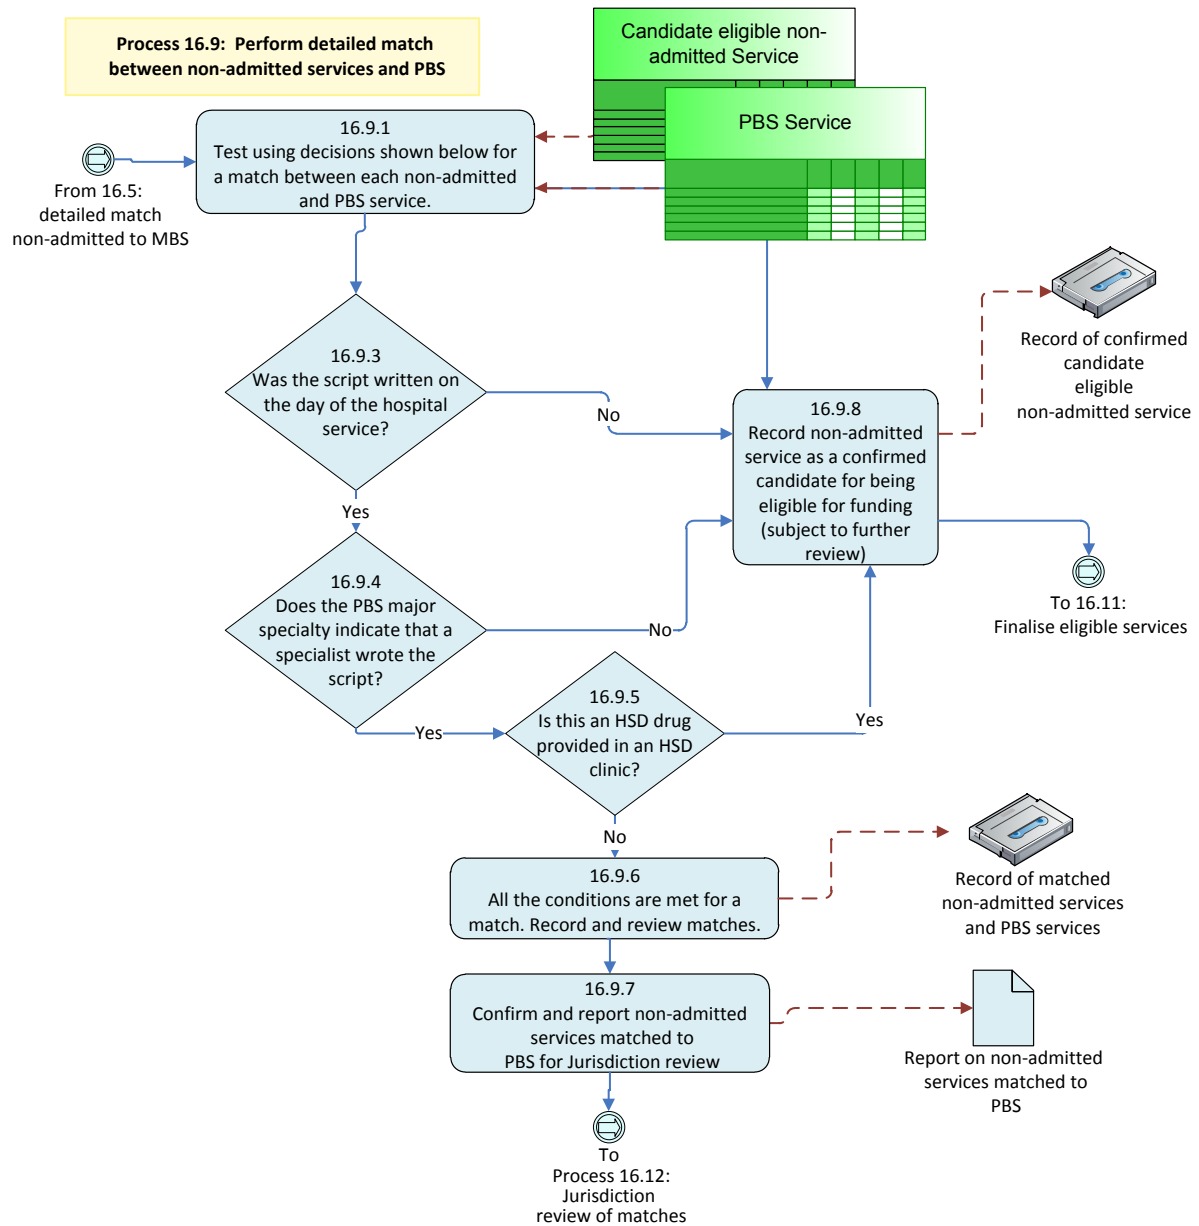 Process 16.9:  Perform detailed match
between non-admitted services and PBS
Candidate eligible non-
admitted Service
PBS Service
16.9.1
Test using decisions shown below for
a match between each non-admitted
and PBS service.
From 16.5:
detailed match
non-admitted to MBS
16.9.3
Was the script written on
the day of the hospital
service?
No
Yes
16.9.8
Record non-admitted
service as a confirmed
candidate for being
eligible for funding
(subject to further
review)
Record of confirmed
candidate
eligible
non-admitted service
To 16.11:
Finalise eligible services
16.9.4
Does the PBS major
specialty indicate that a
specialist wrote the
script?
No
Yes
16.9.5
Is this an HSD drug
provided in an HSD
clinic?
Yes
No
16.9.6
All the conditions are met for a
match. Record and review matches.
Record of matched
non-admitted services
and PBS services
16.9.7
Confirm and report non-admitted
services matched to
PBS for Jurisdiction review
Report on non-admitted
services matched to
PBS
To
Process 16.12:
Jurisdiction
review of matches